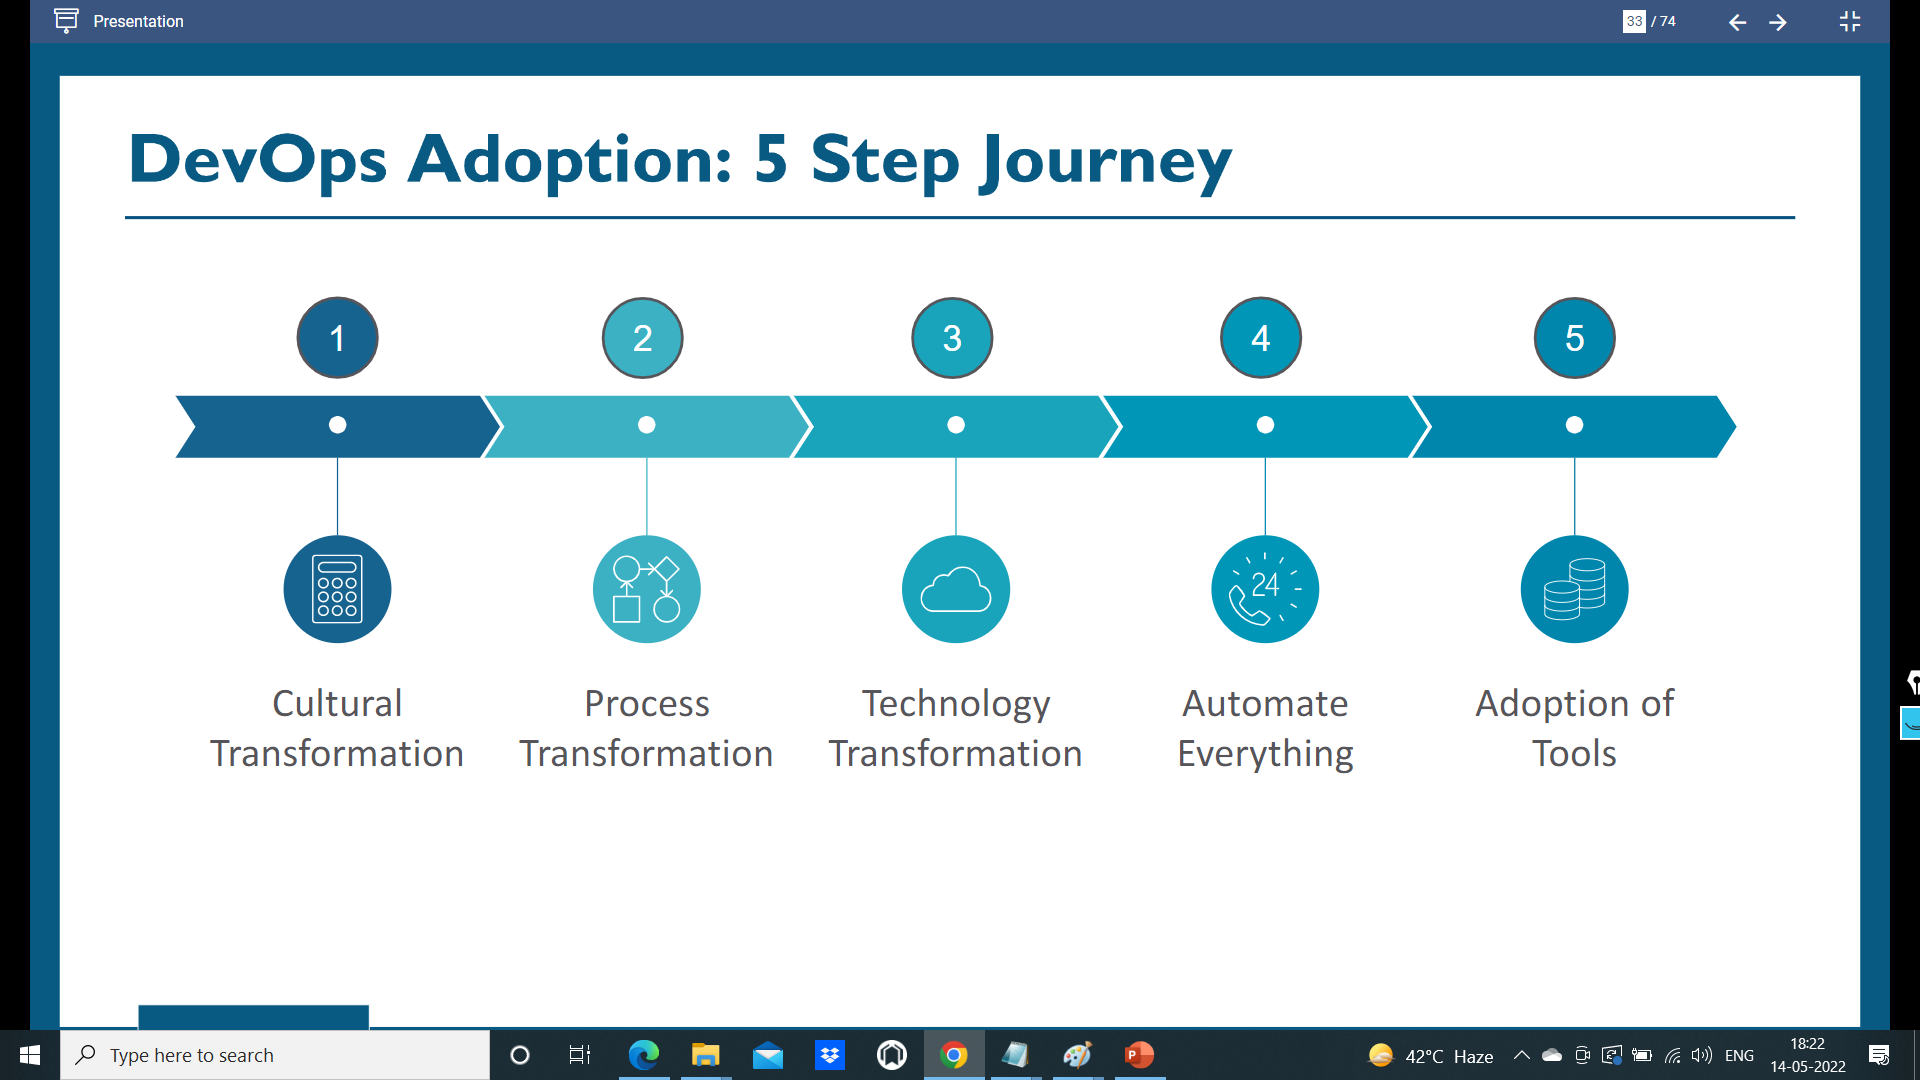 Presentation
33 / 74
DevOps Adoption: 5 Step Journey
1 2 3 4 5
24
Cultural
Transformation
Process
Transformation
Technology
Transformation
Automate
Everything
Adoption of
Tools
Type here to search
P
42°C Haze
ENG
18:22
14-05-2022